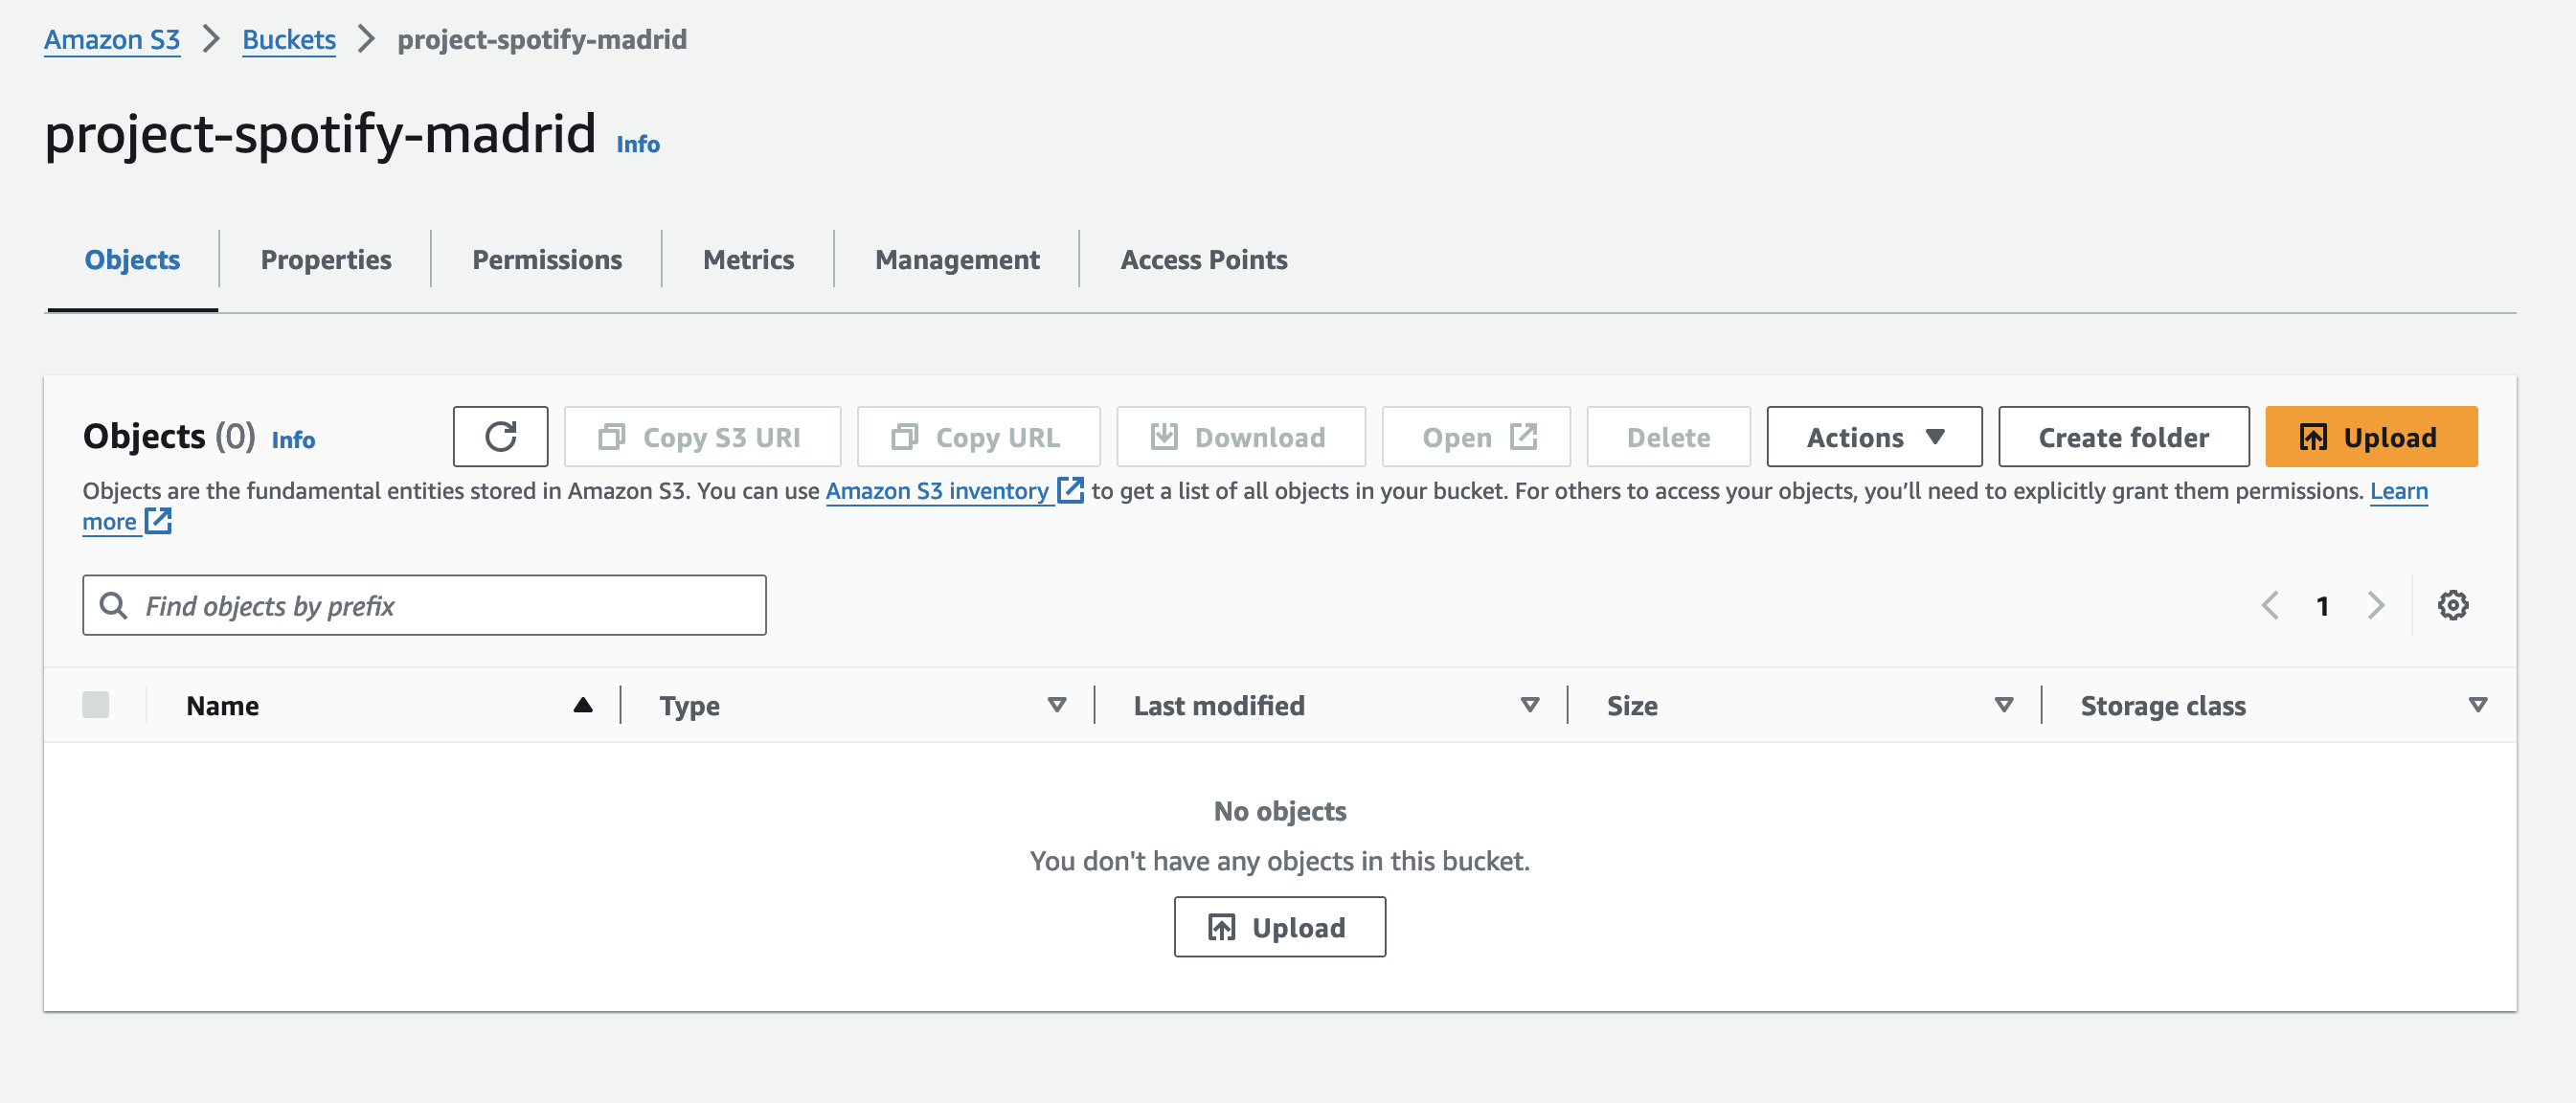 Amazon S3 > Buckets > project-spotify-madrid
project-spotify-madrid Info
Objects Properties Permissions Metrics Management Access Points
Objects (0) Info Copy S3 URI Copy URL Download Open Delete Actions Create folder Upload
Objects are the fundamental entities stored in Amazon S3. You can use Amazon S3 inventory to get a list of all objects in your bucket. For others to access your objects, you’ll need to explicitly grant them permissions. Learn
more
Find objects by prefix 1
Name Type Last modified Size Storage class
No objects
You don't have any objects in this bucket.
Upload